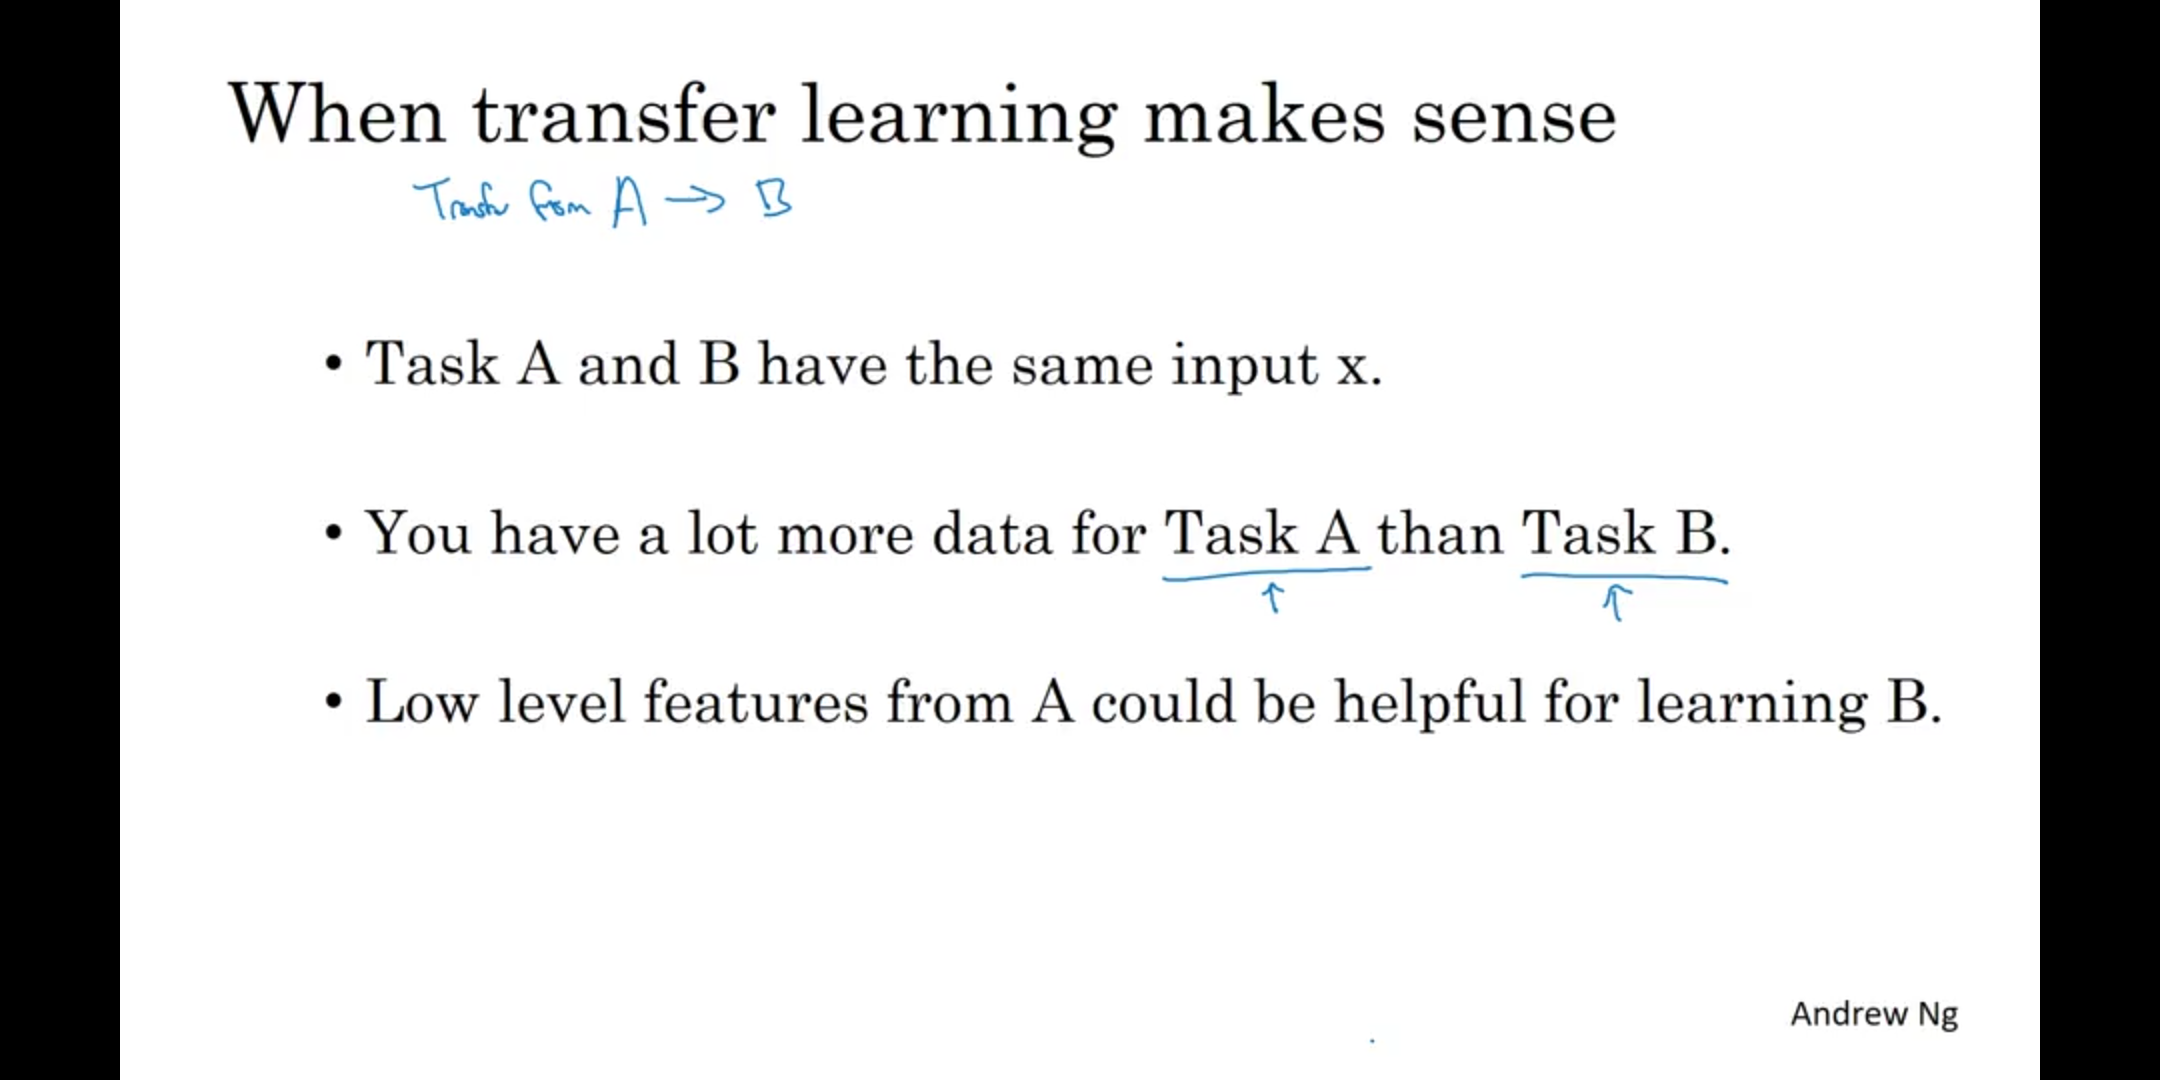 When transfer learning makes sense
Transfer from A → B
• Task A and B have the same input x.
• You have a lot more data for Task A than Task B.
↑ ↑
• Low level features from A could be helpful for learning B.
Andrew Ng